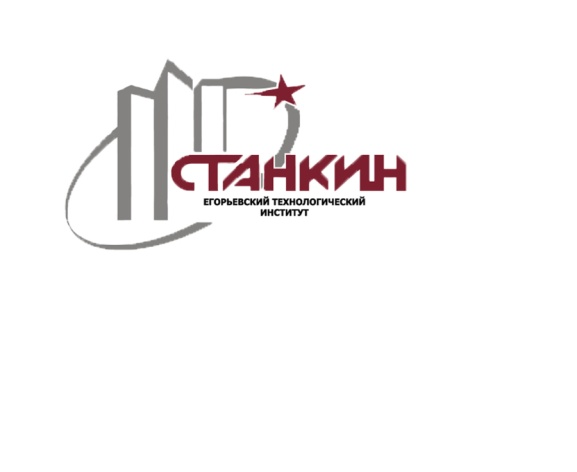 СТАНКИН
ЕГОРЬЕВСКИЙ ТЕХНОЛОГИЧЕСКИЙ
ИНСТИТУТ